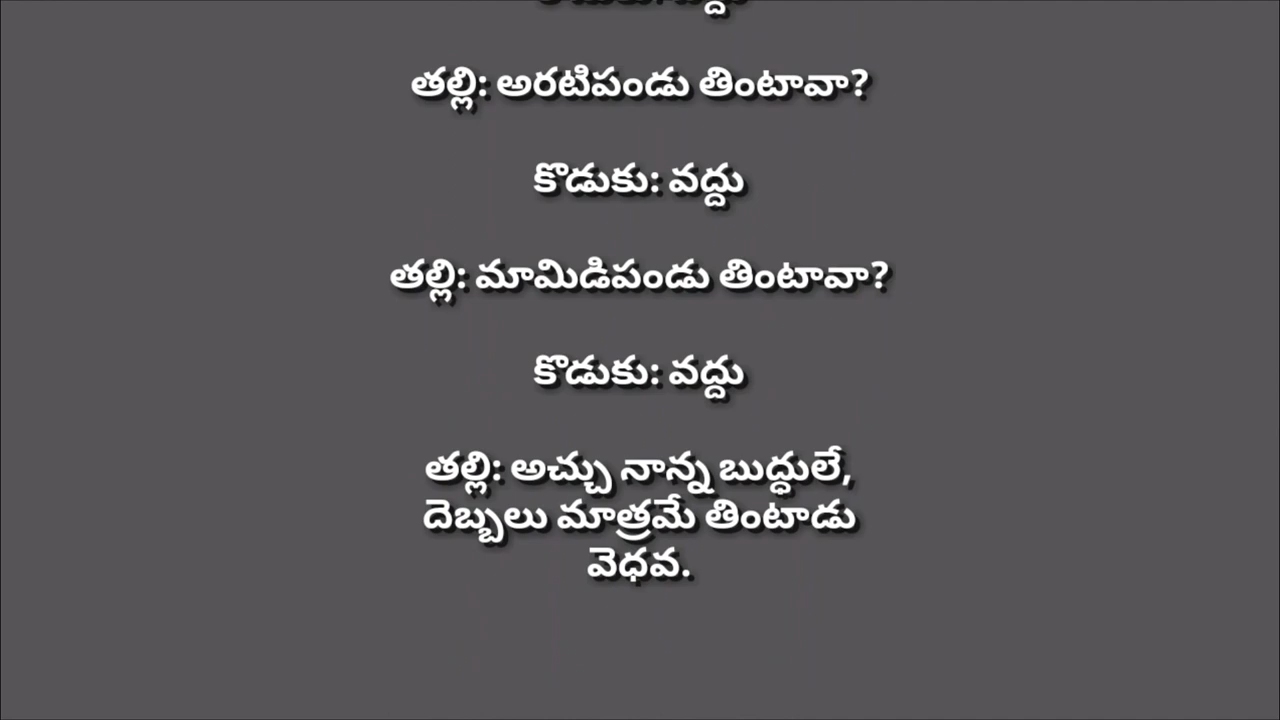 తల్లి: అరటిపండు తింటావా?
కొడుకు: వద్దు
తల్లి: మామిడిపండు తింటావా?
కొడుకు: వద్దు
తల్లి: అచ్చు నాన్న బుద్ధులే,
దెబ్బలు మాత్రమే తింటాడు
వెధవ.